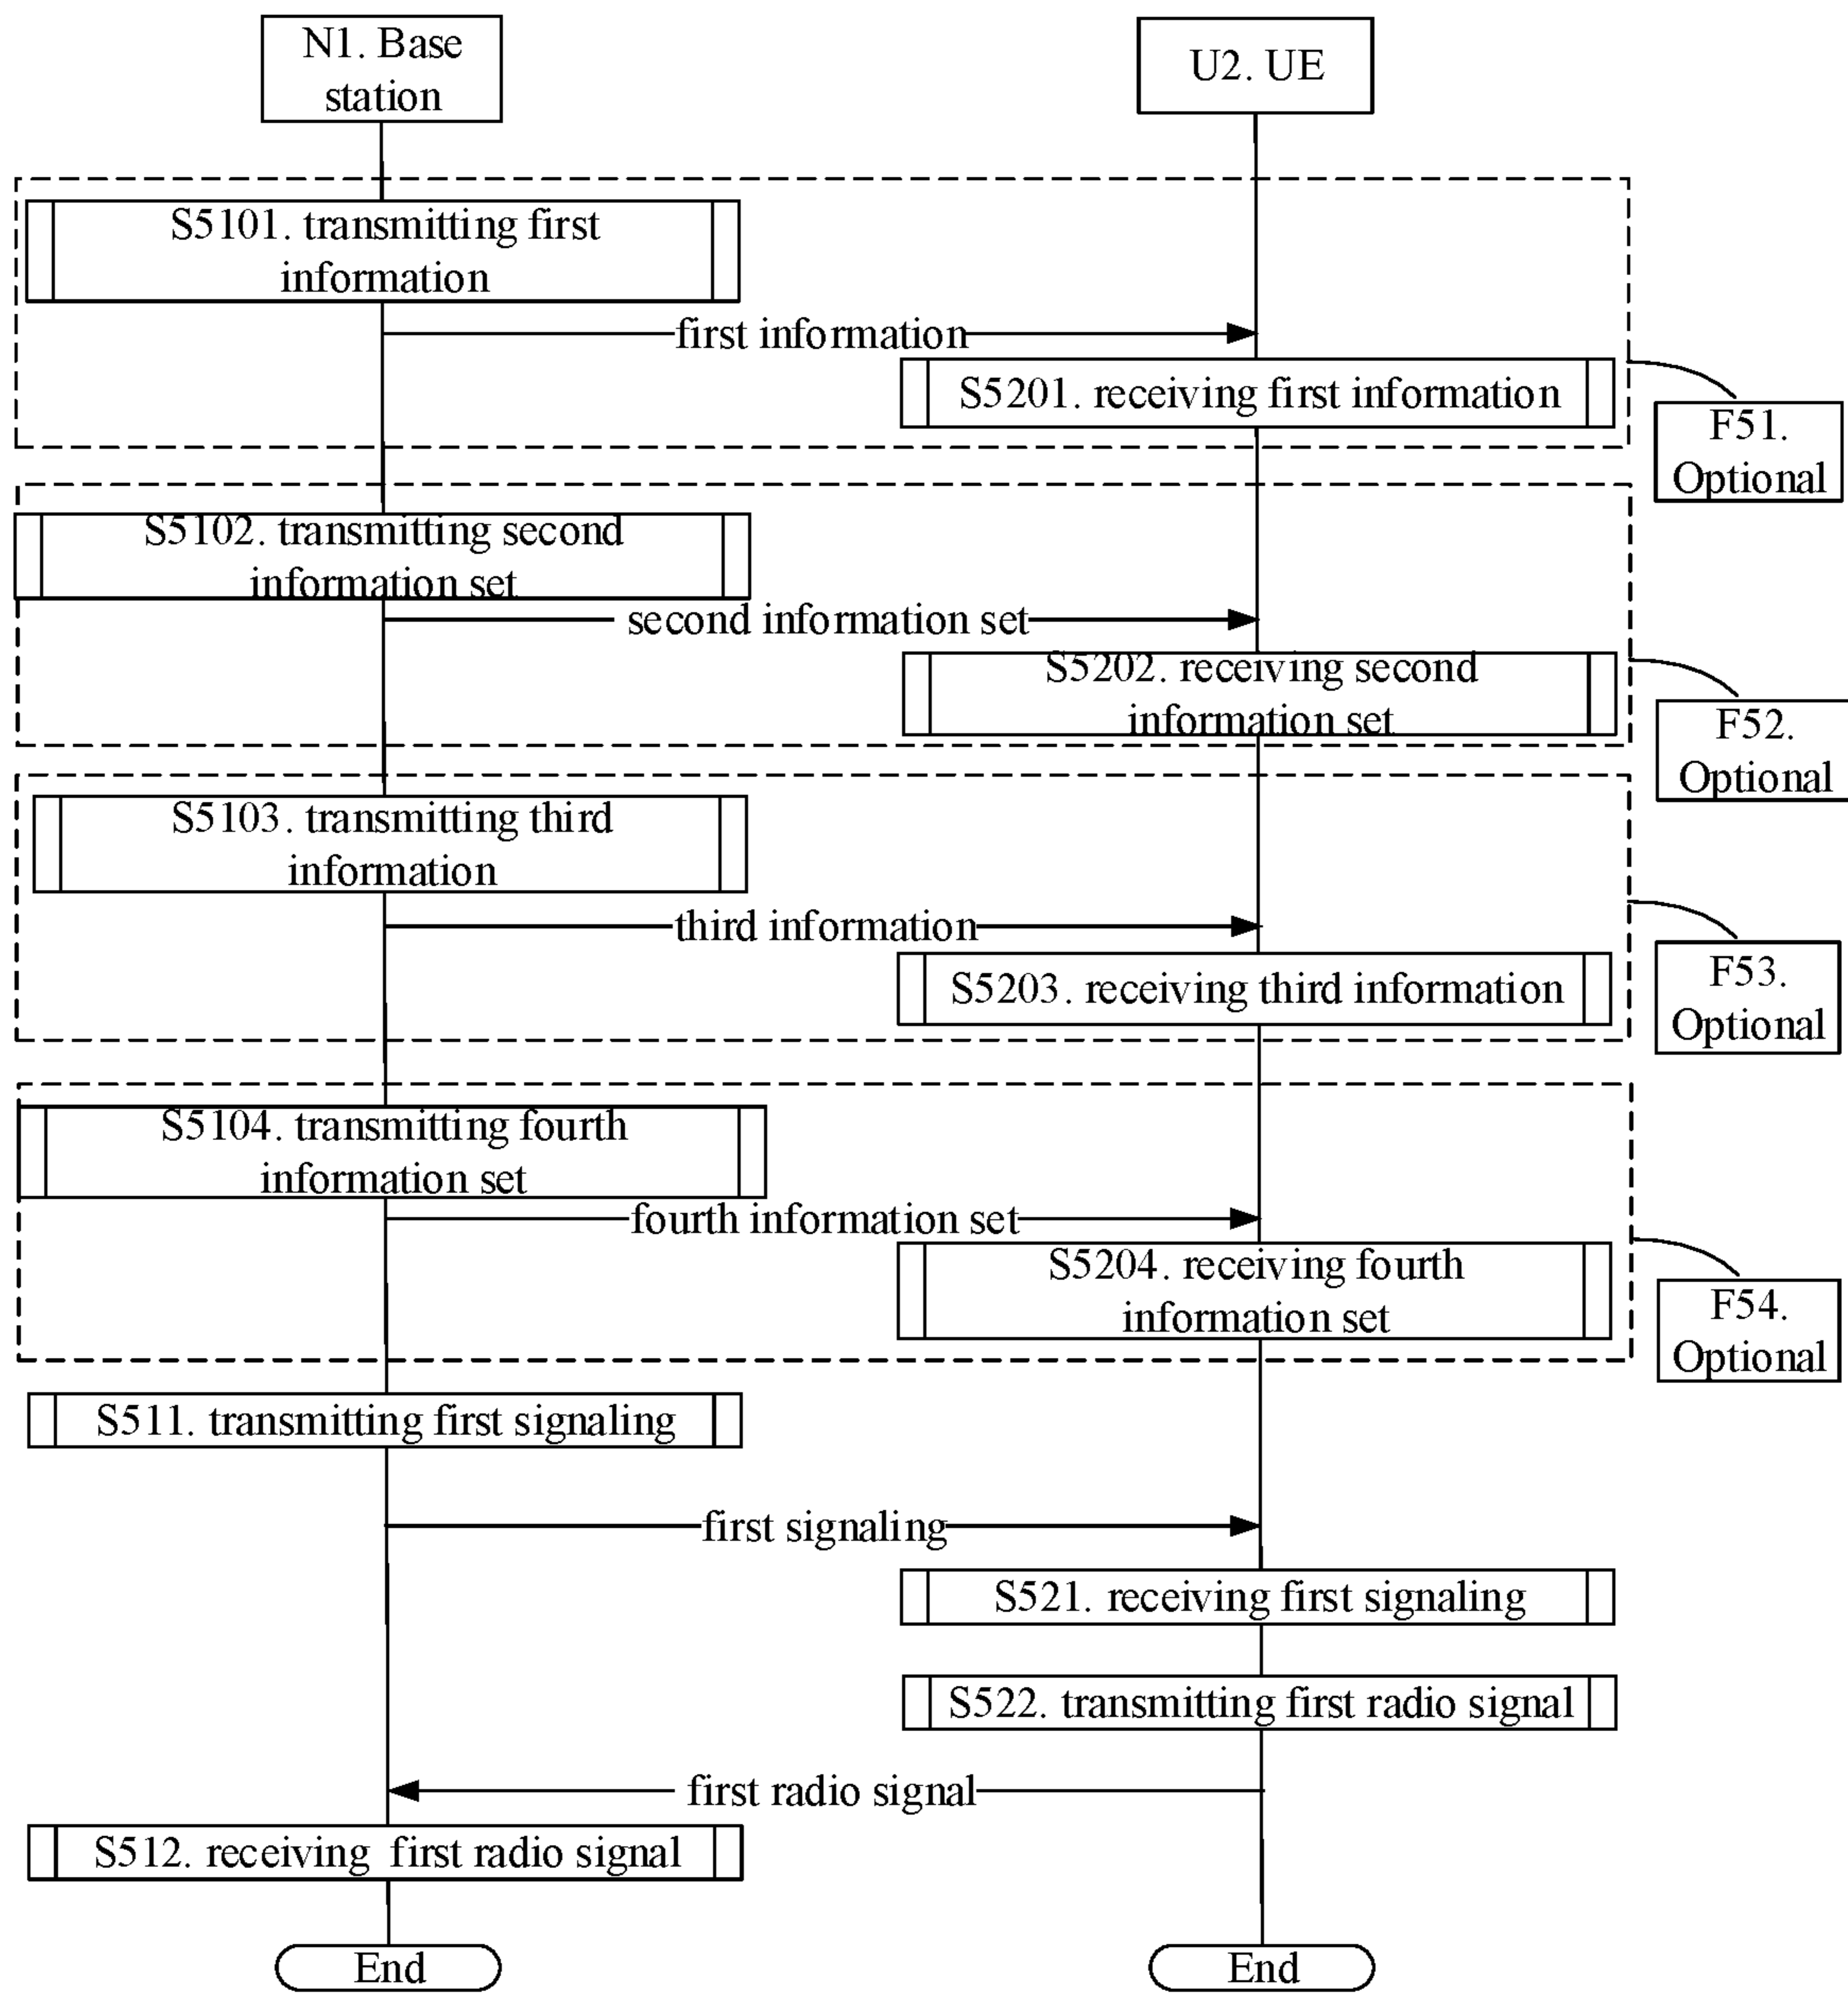 N1. Base
station
U2. UE
S5101. transmitting first
information
first information
S5201. receiving first information
F51.
Optional
S5102. transmitting second
information set
second information set
S5202. receiving second
information set
F52.
Optional
S5103. transmitting third
information
third information
S5203. receiving third information
F53.
Optional
S5104. transmitting fourth
information set
fourth information set
S5204. receiving fourth
information set
F54.
Optional
S511. transmitting first signaling
first signaling
S521. receiving first signaling
S522. transmitting first radio signal
first radio signal
S512. receiving first radio signal
End
End